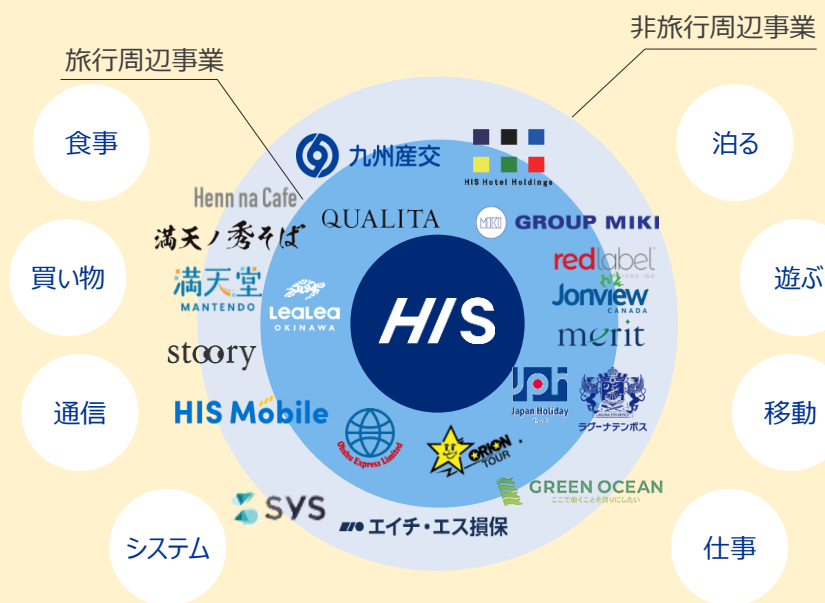 非旅行周辺事業
旅行周辺事業
食事
泊る
九州産交
HIS Hotel Holdings
Henn na Cafe
QUALITA
MIKI
GROUP MIKI
満天ノ秀そば
redlabel
買い物
遊ぶ
満天堂
MANTENDO
LeaLea
OKINAWA
HIS
Jonview
CANADA
merit
stoory
Japan Holiday
ラグーナテンボス
通信
移動
HIS Mobile
Oahu Express Limited
ORION
TOUR
GREEN OCEAN
ここで働くことを誇りにしたい
SYS
エイチ・エス損保
システム
仕事